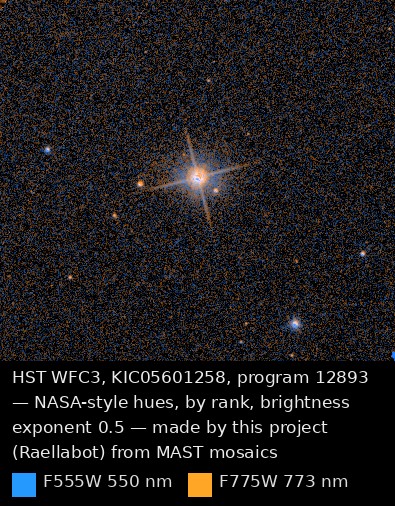 HST WFC3, KIC05601258, program 12893
— NASA-style hues, by rank, brightness
exponent 0.5 — made by this project
(Raellabot) from MAST mosaics
F555W 550 nm F775W 773 nm